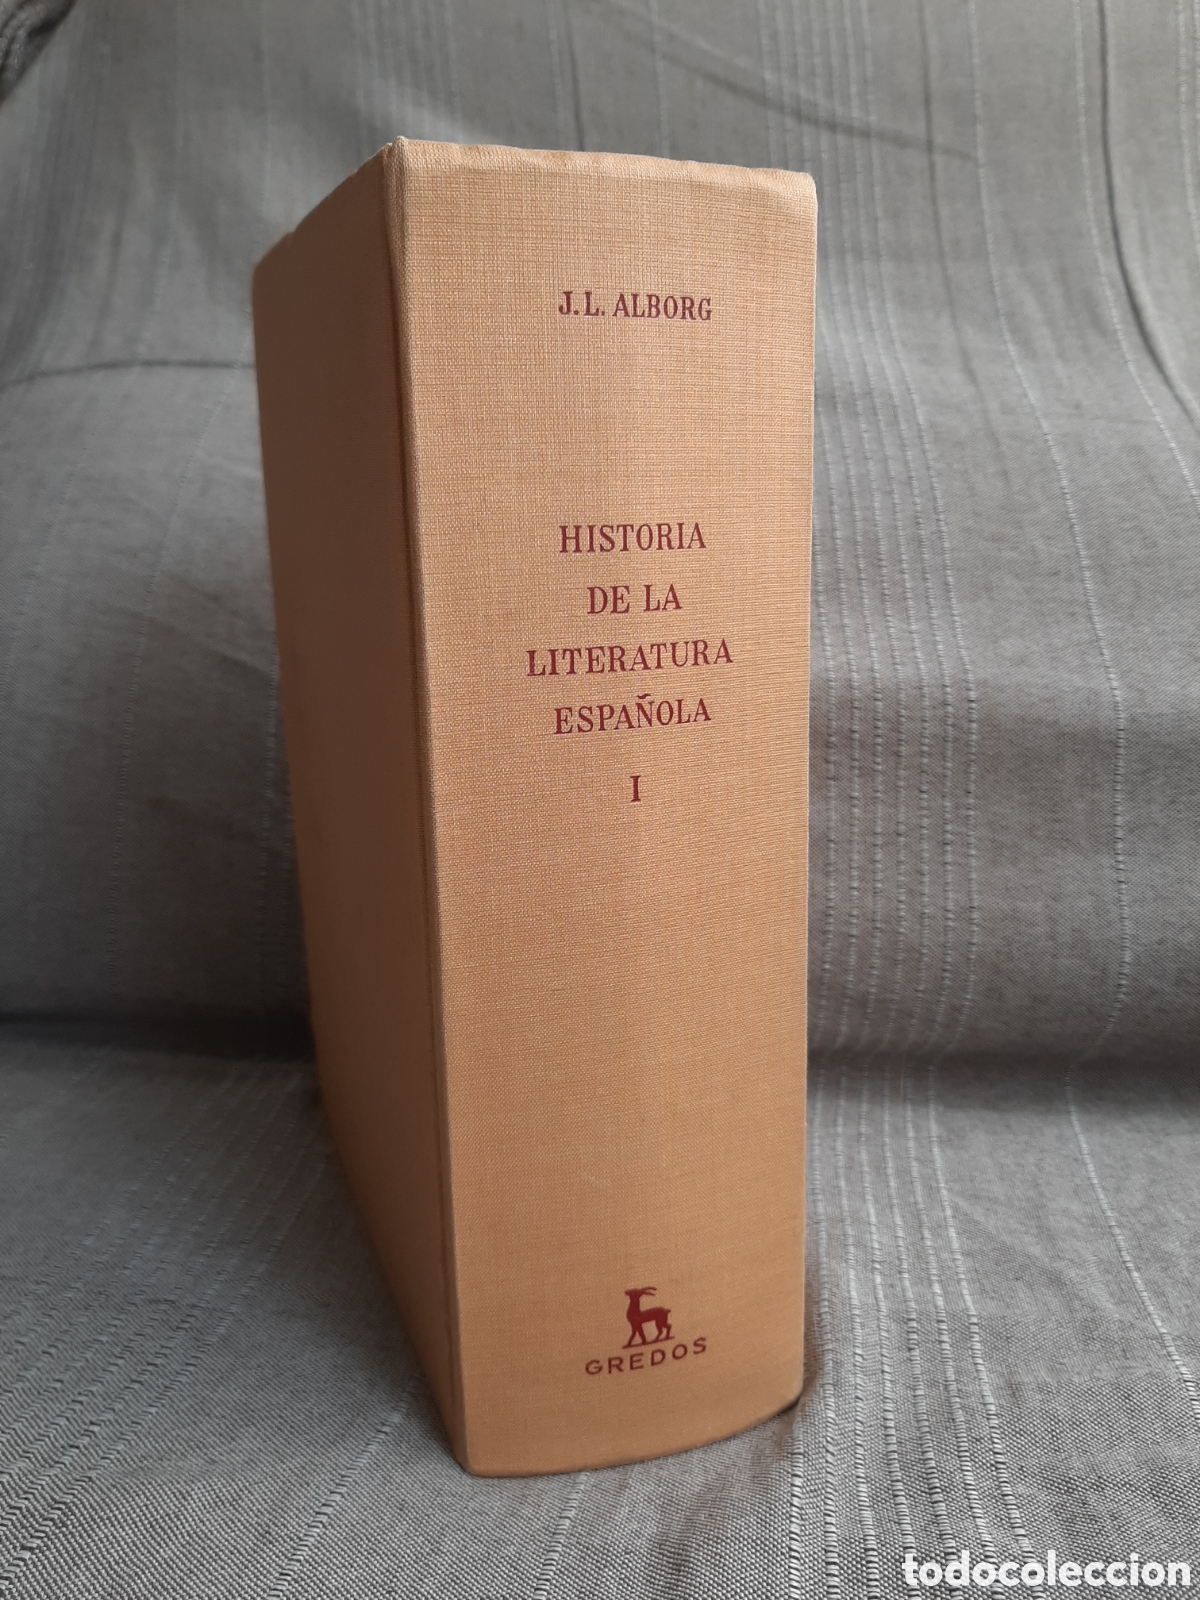 J. L. ALBORG
HISTORIA
DE LA
LITERATURA
ESPAÑOLA
I
GREDOS
todocoleccion